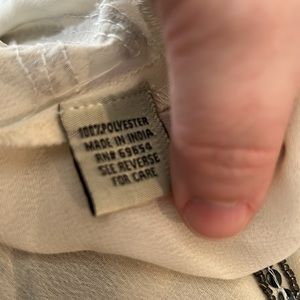 100% POLYESTER
MADE IN INDIA
RN# 69654
SEE REVERSE
FOR CARE